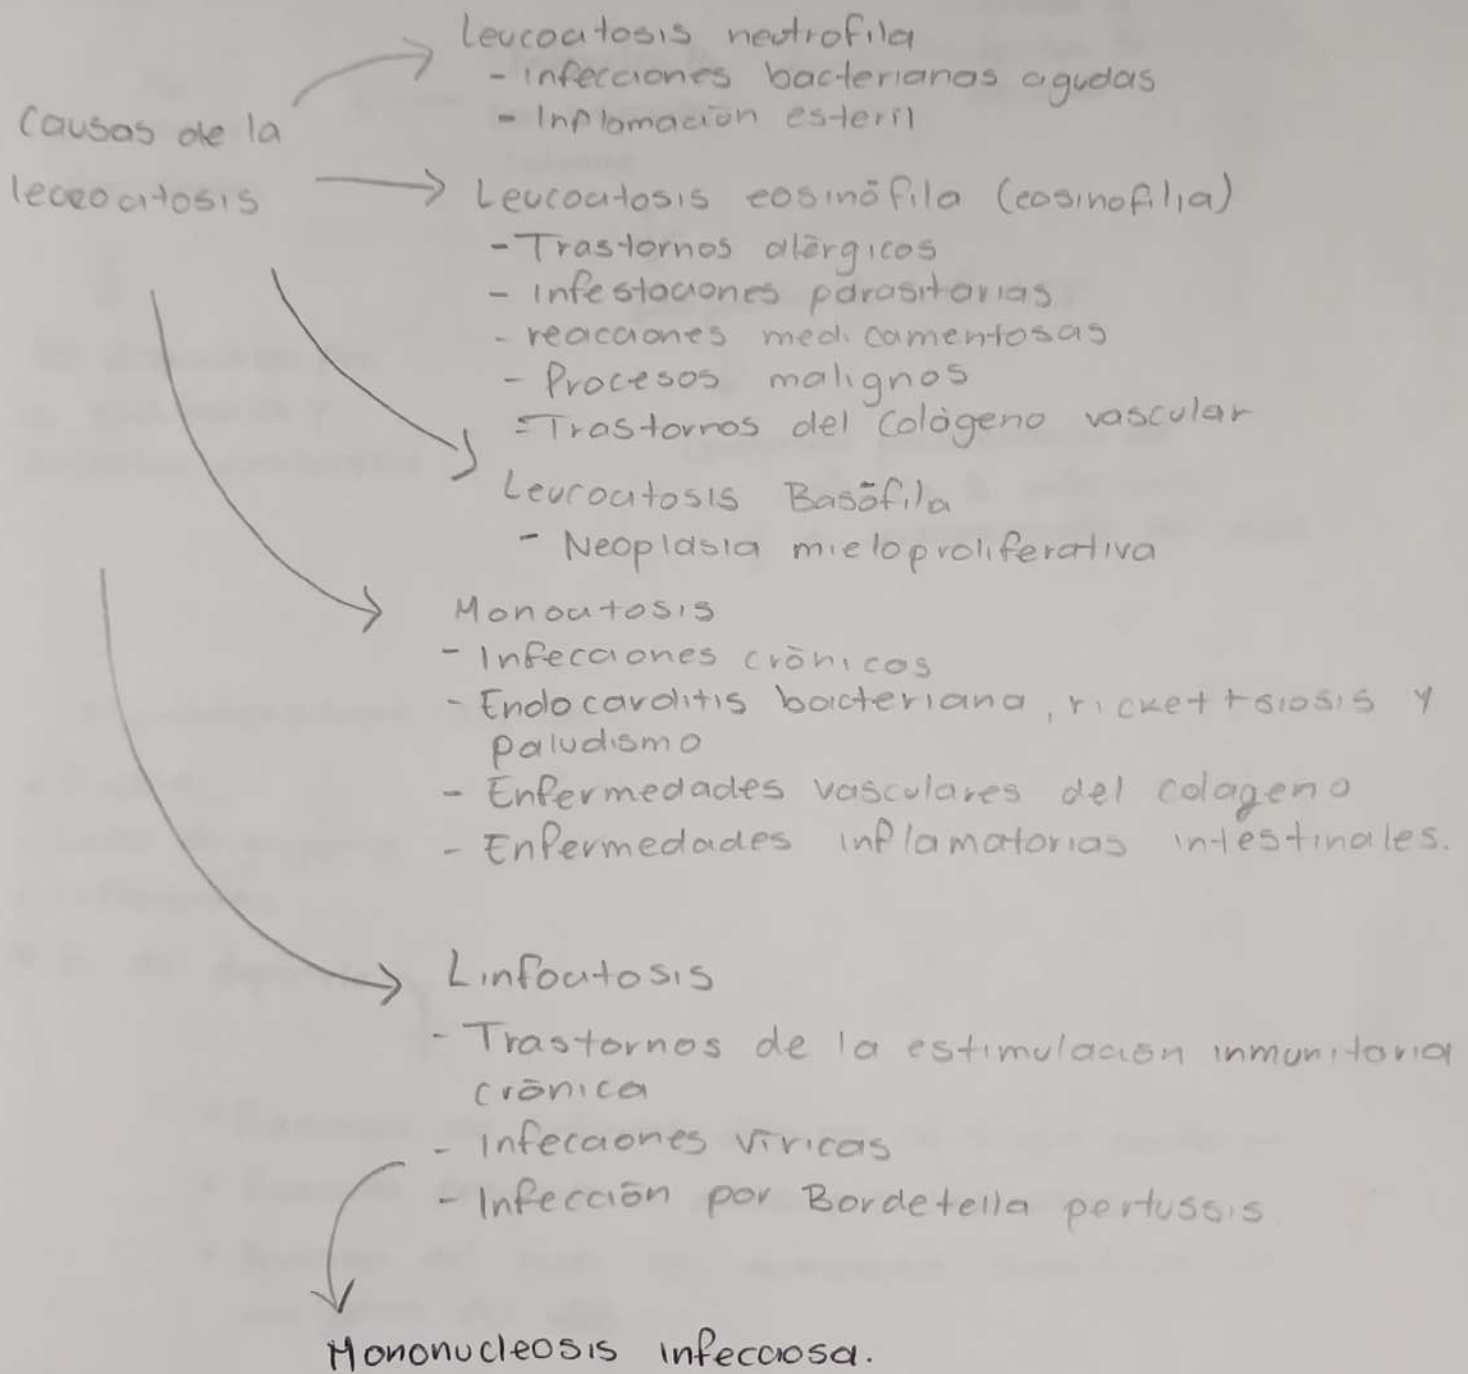 Causas de la
leucocitosis
Leucocitosis neutrofila
- infecciones bacterianas agudas
- Inflamación esteril
Leucocitosis eosinófila (eosinofilia)
- Trastornos alérgicos
- Infestaciones parasitarias
- reacciones medicamentosas
- Procesos malignos
- Trastornos del colágeno vascular
Leucocitosis Basófila
- Neoplasia mieloproliferativa
Monocitosis
- Infecciones crónicas
- Endocarditis bacteriana, rickettsiosis y
paludismo
- Enfermedades vasculares del colageno
- Enfermedades inflamatorias intestinales.
Linfocitosis
- Trastornos de la estimulación inmunitaria
crónica
- Infecciones víricas
- Infección por Bordetella pertussis
Mononucleosis infecciosa.